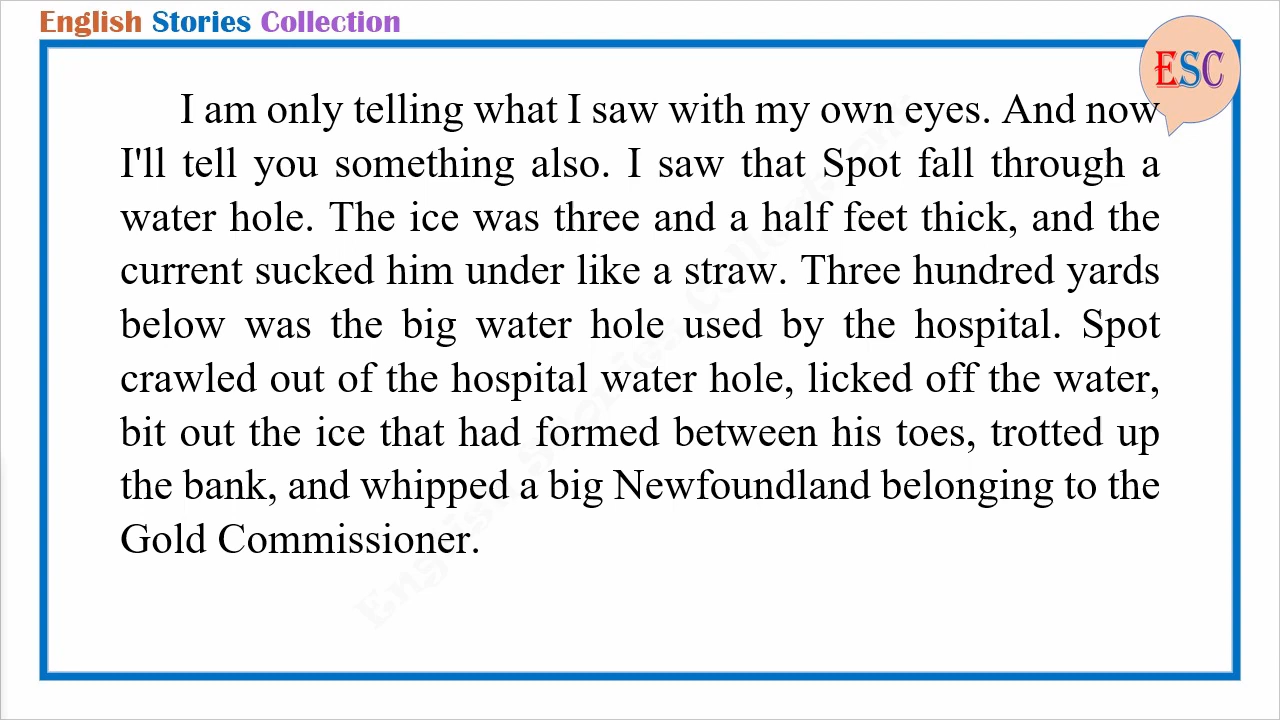 English Stories Collection
ESC
I am only telling what I saw with my own eyes. And now
I'll tell you something also. I saw that Spot fall through a
water hole. The ice was three and a half feet thick, and the
current sucked him under like a straw. Three hundred yards
below was the big water hole used by the hospital. Spot
crawled out of the hospital water hole, licked off the water,
bit out the ice that had formed between his toes, trotted up
the bank, and whipped a big Newfoundland belonging to the
Gold Commissioner.